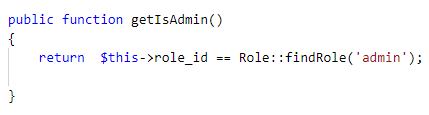 public function getIsAdmin()
{
    return  $this->role_id == Role::findRole('admin');
}